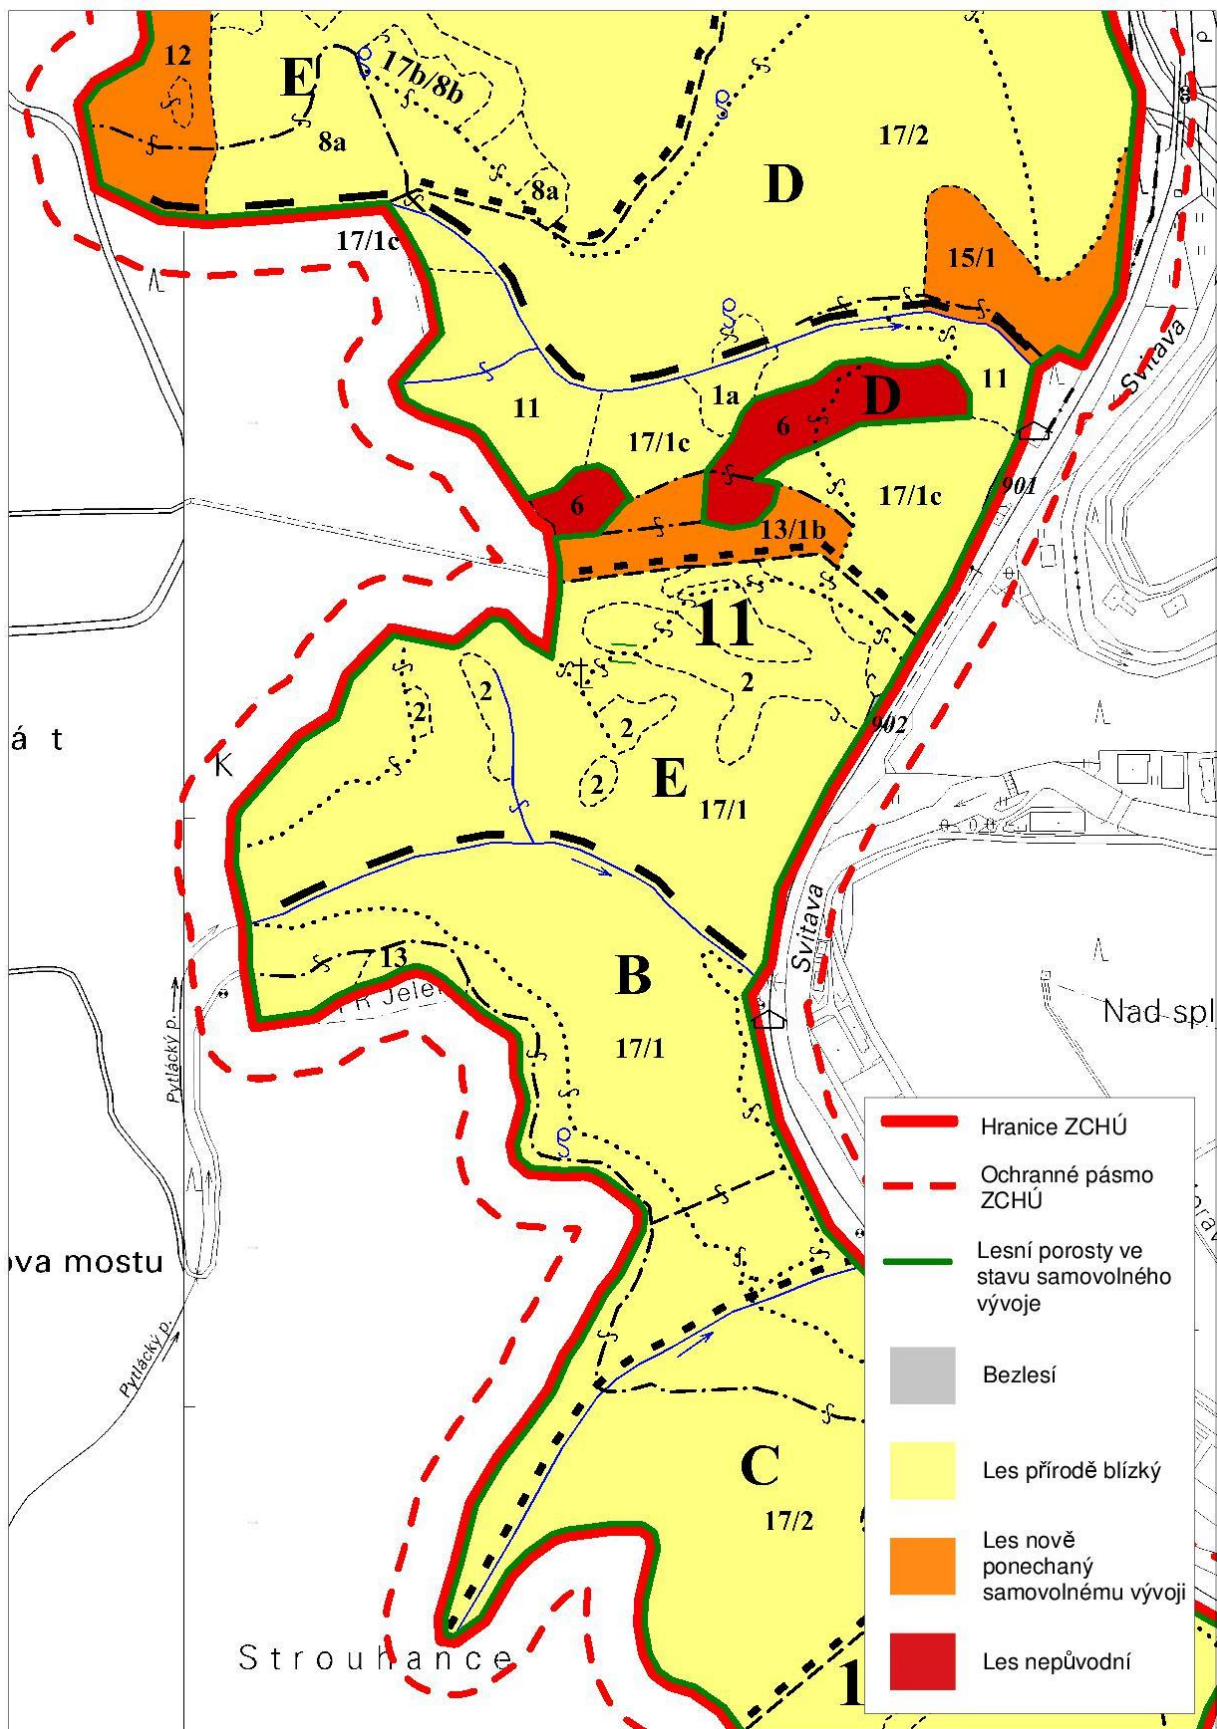 12
E
17b/8b
17/2
8a
D
8a
17/1c
15/1
Svitava
11
1a
D
11
6
17/1c
17/1c
901
6
13/1b
11
2
2
2
2
2
902
á t
K
E
17/1
Svitava
13
B
Nad spl
Pytlácký p.
17/1
ova mostu
Pytlácký p.
C
17/2
Strouhance
1
Hranice ZCHÚ
Ochranné pásmo
ZCHÚ
Lesní porosty ve
stavu samovolného
vývoje
Bezlesí
Les přírodě blízký
Les nově
ponechaný
samovolnému vývoji
Les nepůvodní